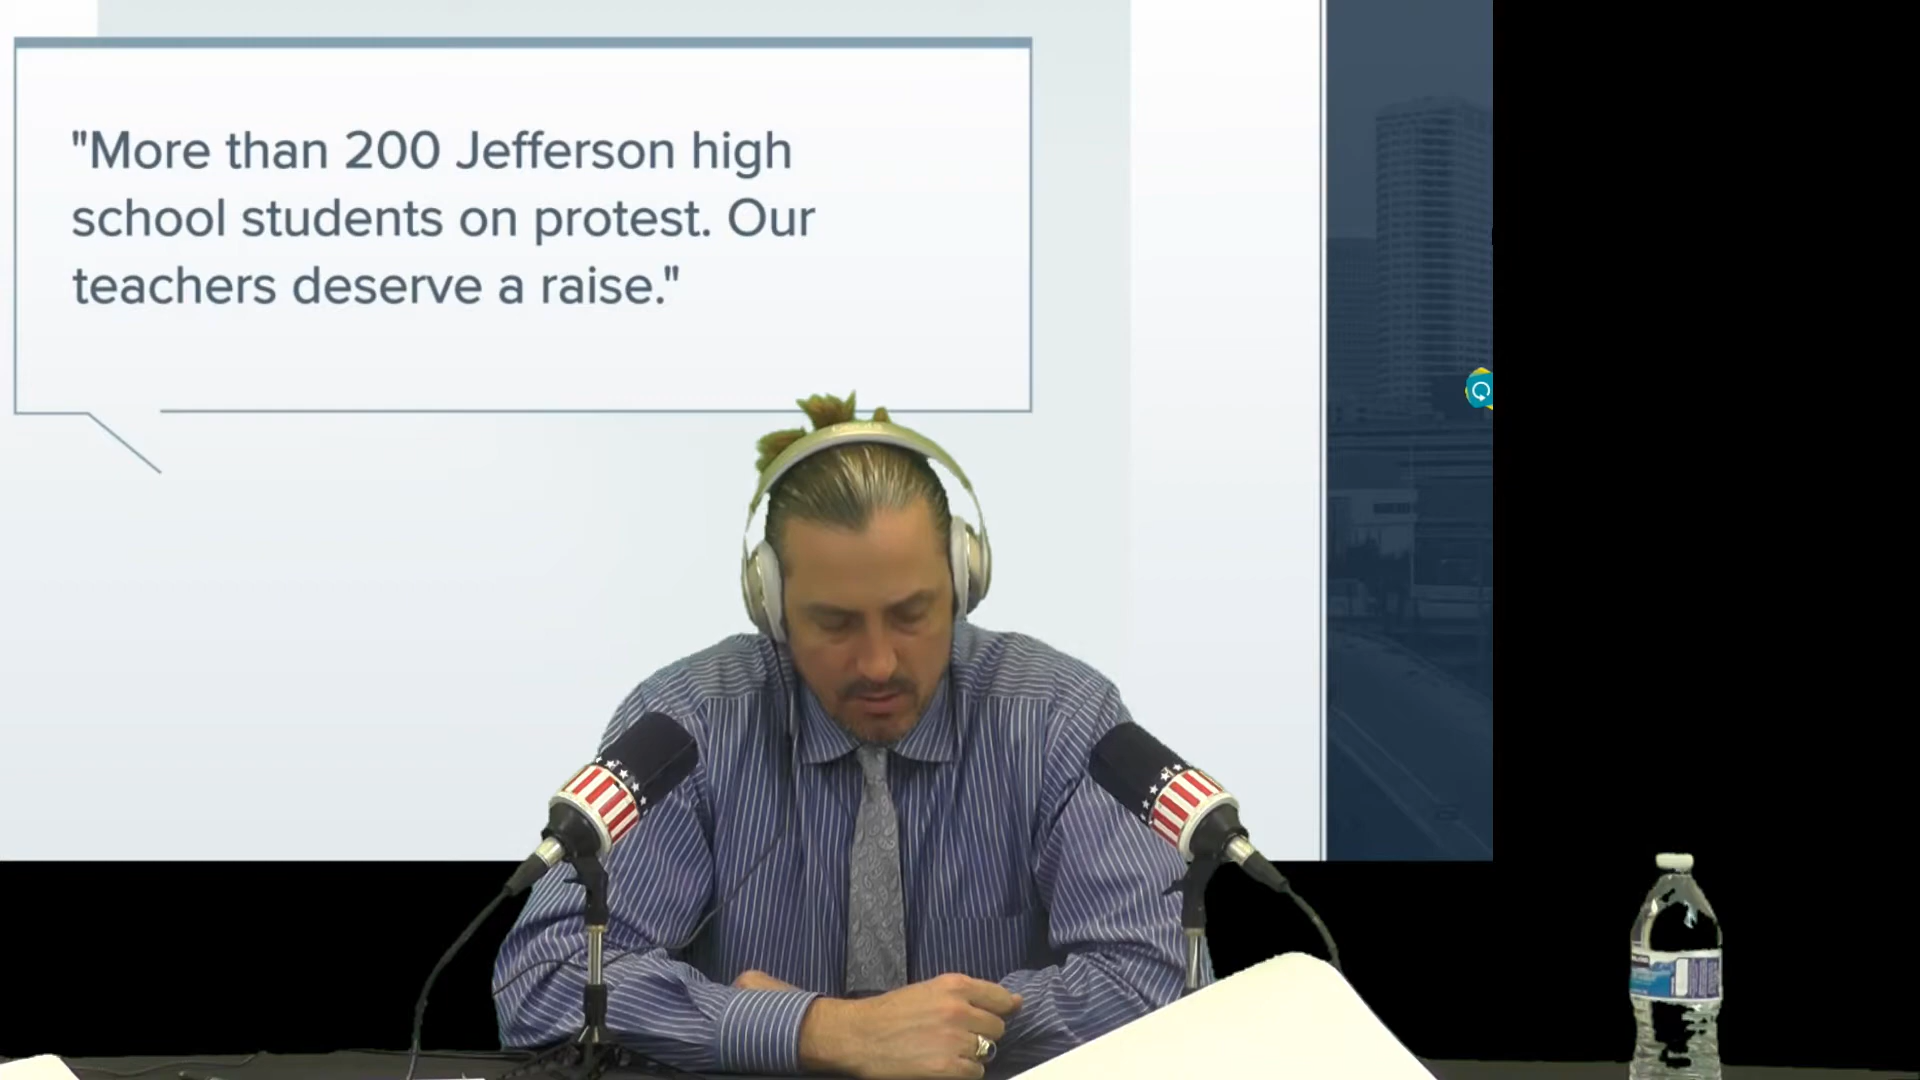 "More than 200 Jefferson high
school students on protest. Our
teachers deserve a raise."